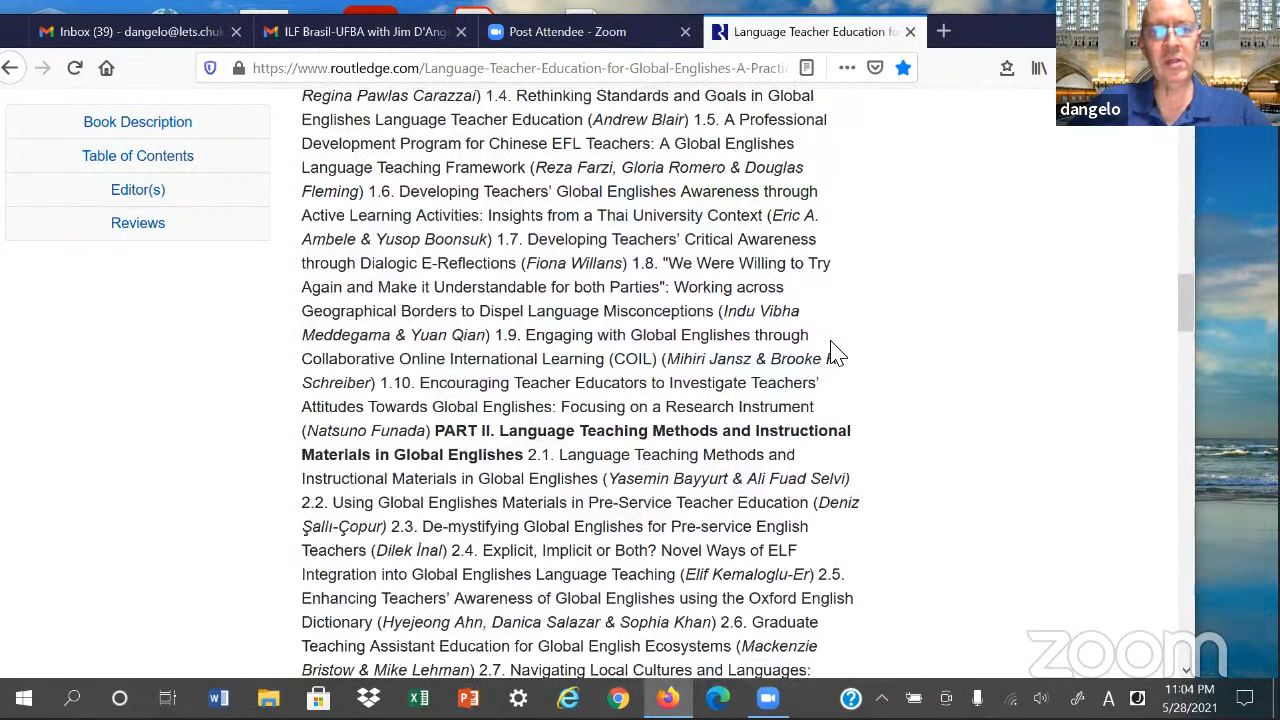 Inbox (39) - dangelo@lets.chuk
ILF Brasil-UFBA with Jim D'Ang
Post Attendee - Zoom
Language Teacher Education for
https://www.routledge.com/Language-Teacher-Education-for-Global-Englishes-A-Practi
dangelo
Book Description
Table of Contents
Editor(s)
Reviews
Regina Pawlas Carazzai) 1.4. Rethinking Standards and Goals in Global
Englishes Language Teacher Education (Andrew Blair) 1.5. A Professional
Development Program for Chinese EFL Teachers: A Global Englishes
Language Teaching Framework (Reza Farzi, Gloria Romero & Douglas
Fleming) 1.6. Developing Teachers’ Global Englishes Awareness through
Active Learning Activities: Insights from a Thai University Context (Eric A.
Ambele & Yusop Boonsuk) 1.7. Developing Teachers’ Critical Awareness
through Dialogic E-Reflections (Fiona Willans) 1.8. "We Were Willing to Try
Again and Make it Understandable for both Parties": Working across
Geographical Borders to Dispel Language Misconceptions (Indu Vibha
Meddegama & Yuan Qian) 1.9. Engaging with Global Englishes through
Collaborative Online International Learning (COIL) (Mihiri Jansz & Brooke
Schreiber) 1.10. Encouraging Teacher Educators to Investigate Teachers’
Attitudes Towards Global Englishes: Focusing on a Research Instrument
(Natsuno Funada) PART II. Language Teaching Methods and Instructional
Materials in Global Englishes 2.1. Language Teaching Methods and
Instructional Materials in Global Englishes (Yasemin Bayyurt & Ali Fuad Selvi)
2.2. Using Global Englishes Materials in Pre-Service Teacher Education (Deniz
Şallı-Çopur) 2.3. De-mystifying Global Englishes for Pre-service English
Teachers (Dilek İnal) 2.4. Explicit, Implicit or Both? Novel Ways of ELF
Integration into Global Englishes Language Teaching (Elif Kemaloglu-Er) 2.5.
Enhancing Teachers’ Awareness of Global Englishes using the Oxford English
Dictionary (Hyejeong Ahn, Danica Salazar & Sophia Khan) 2.6. Graduate
Teaching Assistant Education for Global English Ecosystems (Mackenzie
Bristow & Mike Lehman) 2.7. Navigating Local Cultures and Languages:
zoom
A
11:04 PM
5/28/2021